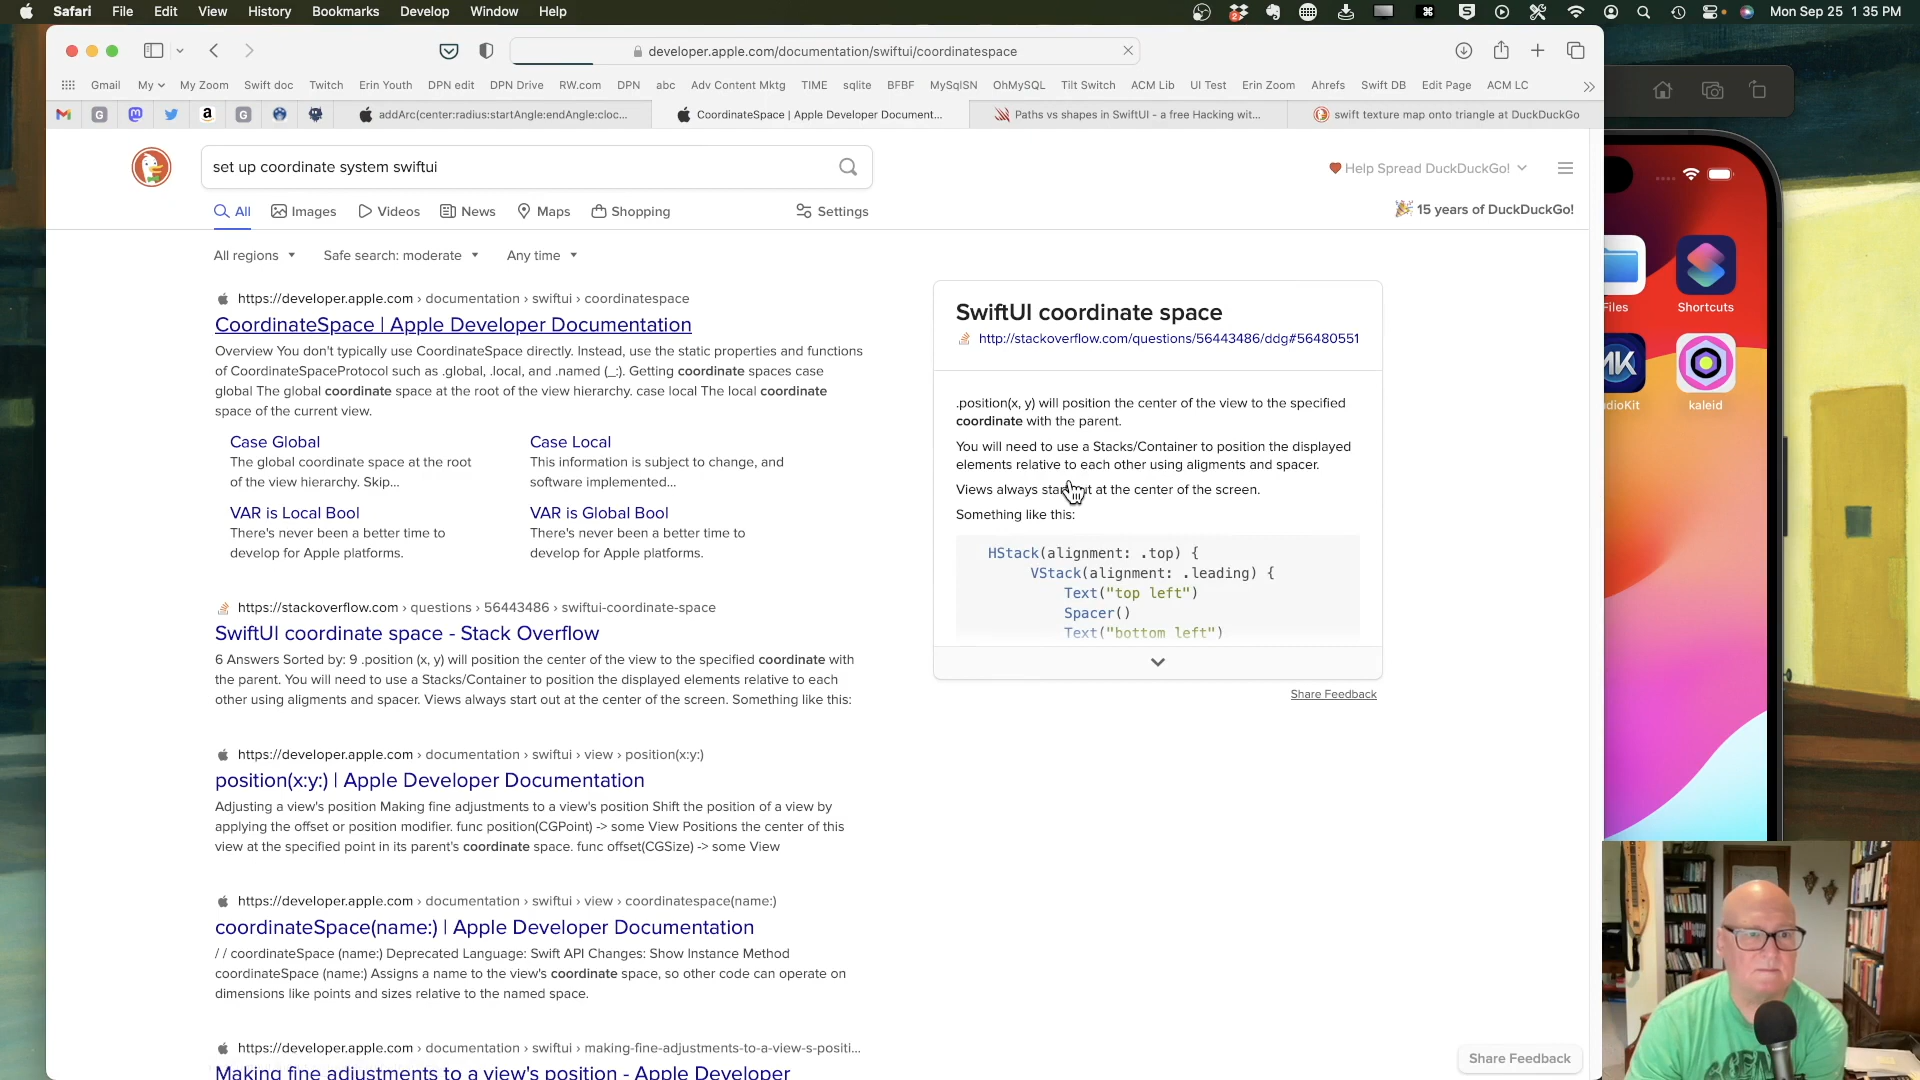 Safari File Edit View History Bookmarks Develop Window Help
Mon Sep 25 1 35 PM
developer.apple.com/documentation/swiftui/coordinatespace
Gmail My My Zoom Swift doc Twitch Erin Youth DPN edit DPN Drive RW.com DPN abc Adv Content Mktg TIME sqlite BFBF MySqlSN OhMySQL Tilt Switch ACM Lib UI Test Erin Zoom Ahrefs Swift DB Edit Page ACM LC
addArc(center:radius:startAngle:endAngle:cloc...
CoordinateSpace | Apple Developer Document...
Paths vs shapes in SwiftUI - a free Hacking wit...
swift texture map onto triangle at DuckDuckGo
set up coordinate system swiftui
Help Spread DuckDuckGo!
All Images Videos News Maps Shopping Settings
15 years of DuckDuckGo!
All regions Safe search: moderate Any time
https://developer.apple.com › documentation › swiftui › coordinatespace
CoordinateSpace | Apple Developer Documentation
Overview You don't typically use CoordinateSpace directly. Instead, use the static properties and functions
of CoordinateSpaceProtocol such as .global, .local, and .named (_:). Getting coordinate spaces case
global The global coordinate space at the root of the view hierarchy. case local The local coordinate
space of the current view.
Case Global
The global coordinate space at the root
of the view hierarchy. Skip...
Case Local
This information is subject to change, and
software implemented...
VAR is Local Bool
There's never been a better time to
develop for Apple platforms.
VAR is Global Bool
There's never been a better time to
develop for Apple platforms.
https://stackoverflow.com › questions › 56443486 › swiftui-coordinate-space
SwiftUI coordinate space - Stack Overflow
6 Answers Sorted by: 9 .position (x, y) will position the center of the view to the specified coordinate with
the parent. You will need to use a Stacks/Container to position the displayed elements relative to each
other using aligments and spacer. Views always start out at the center of the screen. Something like this:
https://developer.apple.com › documentation › swiftui › view › position(x:y:)
position(x:y:) | Apple Developer Documentation
Adjusting a view's position Making fine adjustments to a view's position Shift the position of a view by
applying the offset or position modifier. func position(CGPoint) -> some View Positions the center of this
view at the specified point in its parent's coordinate space. func offset(CGSize) -> some View
https://developer.apple.com › documentation › swiftui › view › coordinatespace(name:)
coordinateSpace(name:) | Apple Developer Documentation
/ / coordinateSpace (name:) Deprecated Language: Swift API Changes: Show Instance Method
coordinateSpace (name:) Assigns a name to the view's coordinate space, so other code can operate on
dimensions like points and sizes relative to the named space.
https://developer.apple.com › documentation › swiftui › making-fine-adjustments-to-a-view-s-positi...
Making fine adjustments to a view's position - Apple Developer
SwiftUI coordinate space
http://stackoverflow.com/questions/56443486/ddg#56480551
.position(x, y) will position the center of the view to the specified
coordinate with the parent.
You will need to use a Stacks/Container to position the displayed
elements relative to each other using aligments and spacer.
Views always start out at the center of the screen.
Something like this:
HStack(alignment: .top) {
VStack(alignment: .leading) {
Text("top left")
Spacer()
Text("bottom left")
Share Feedback
Share Feedback
Files
Shortcuts
kaleid